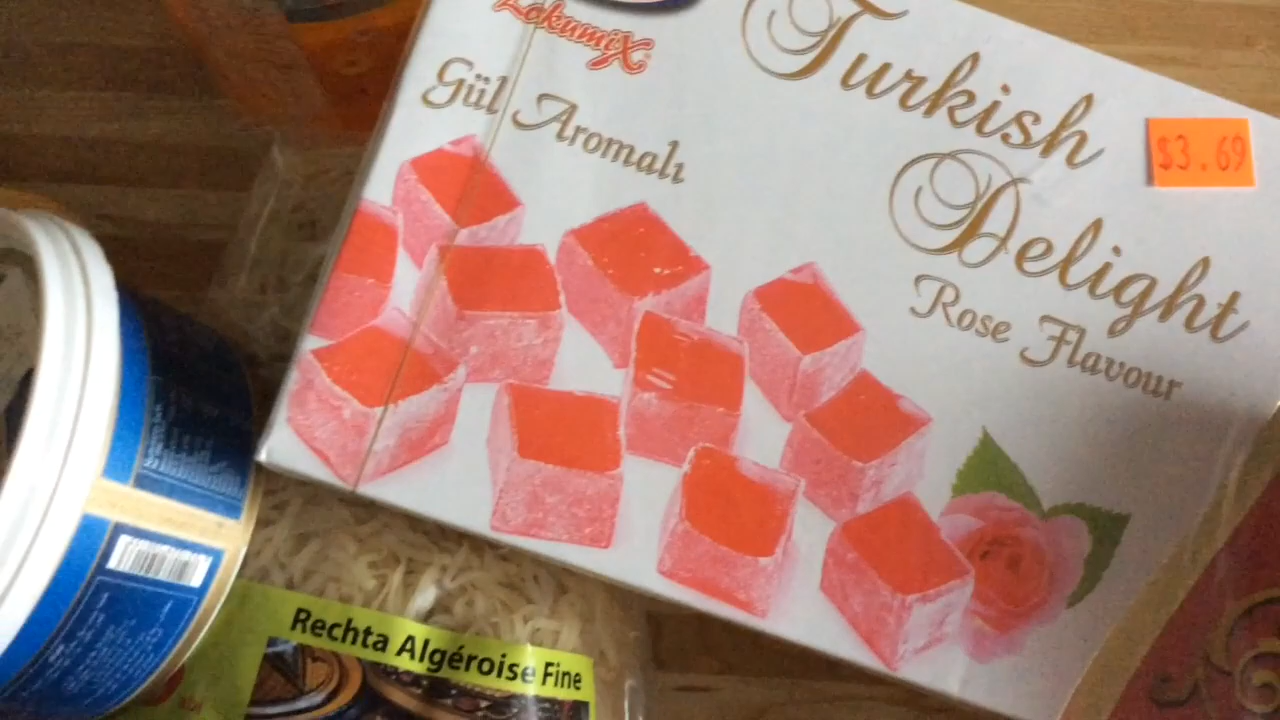 LokumiX
Gül Aromalı
Turkish
Delight
Rose Flavour
$3.69
Rechta Algéroise Fine